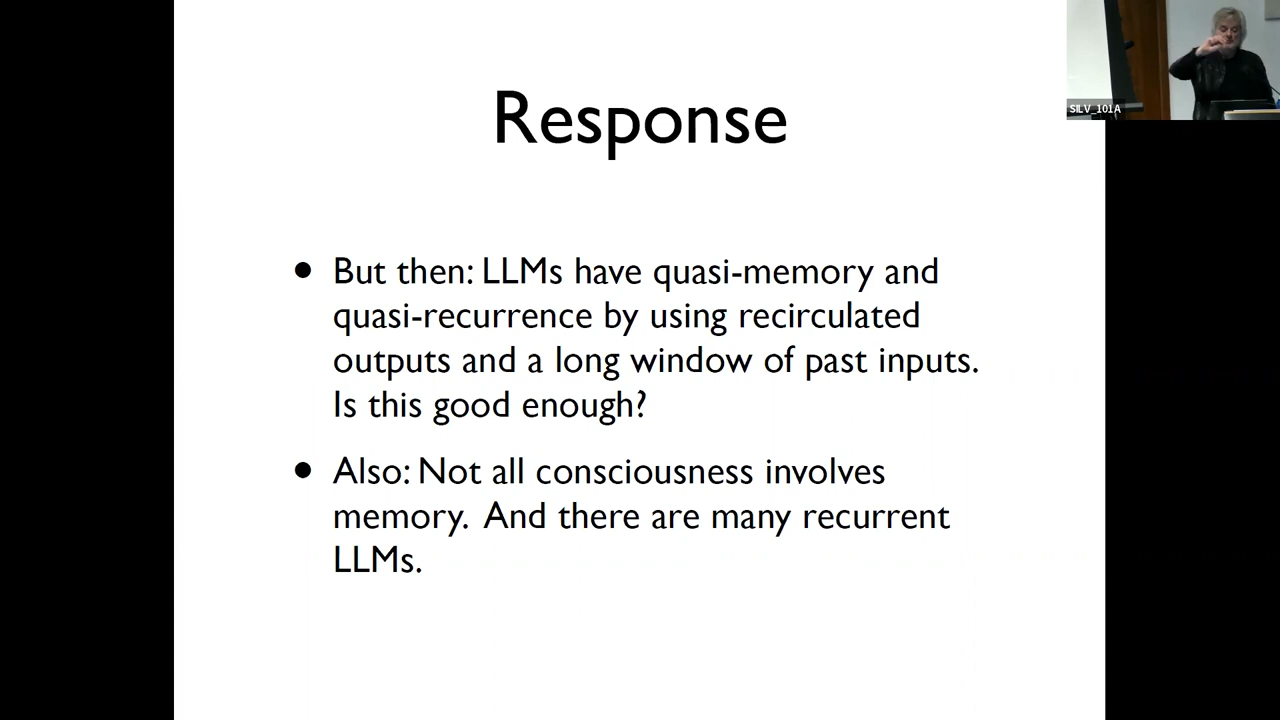 Response
SILV_101A
• But then: LLMs have quasi-memory and
quasi-recurrence by using recirculated
outputs and a long window of past inputs.
Is this good enough?
• Also: Not all consciousness involves
memory. And there are many recurrent
LLMs.